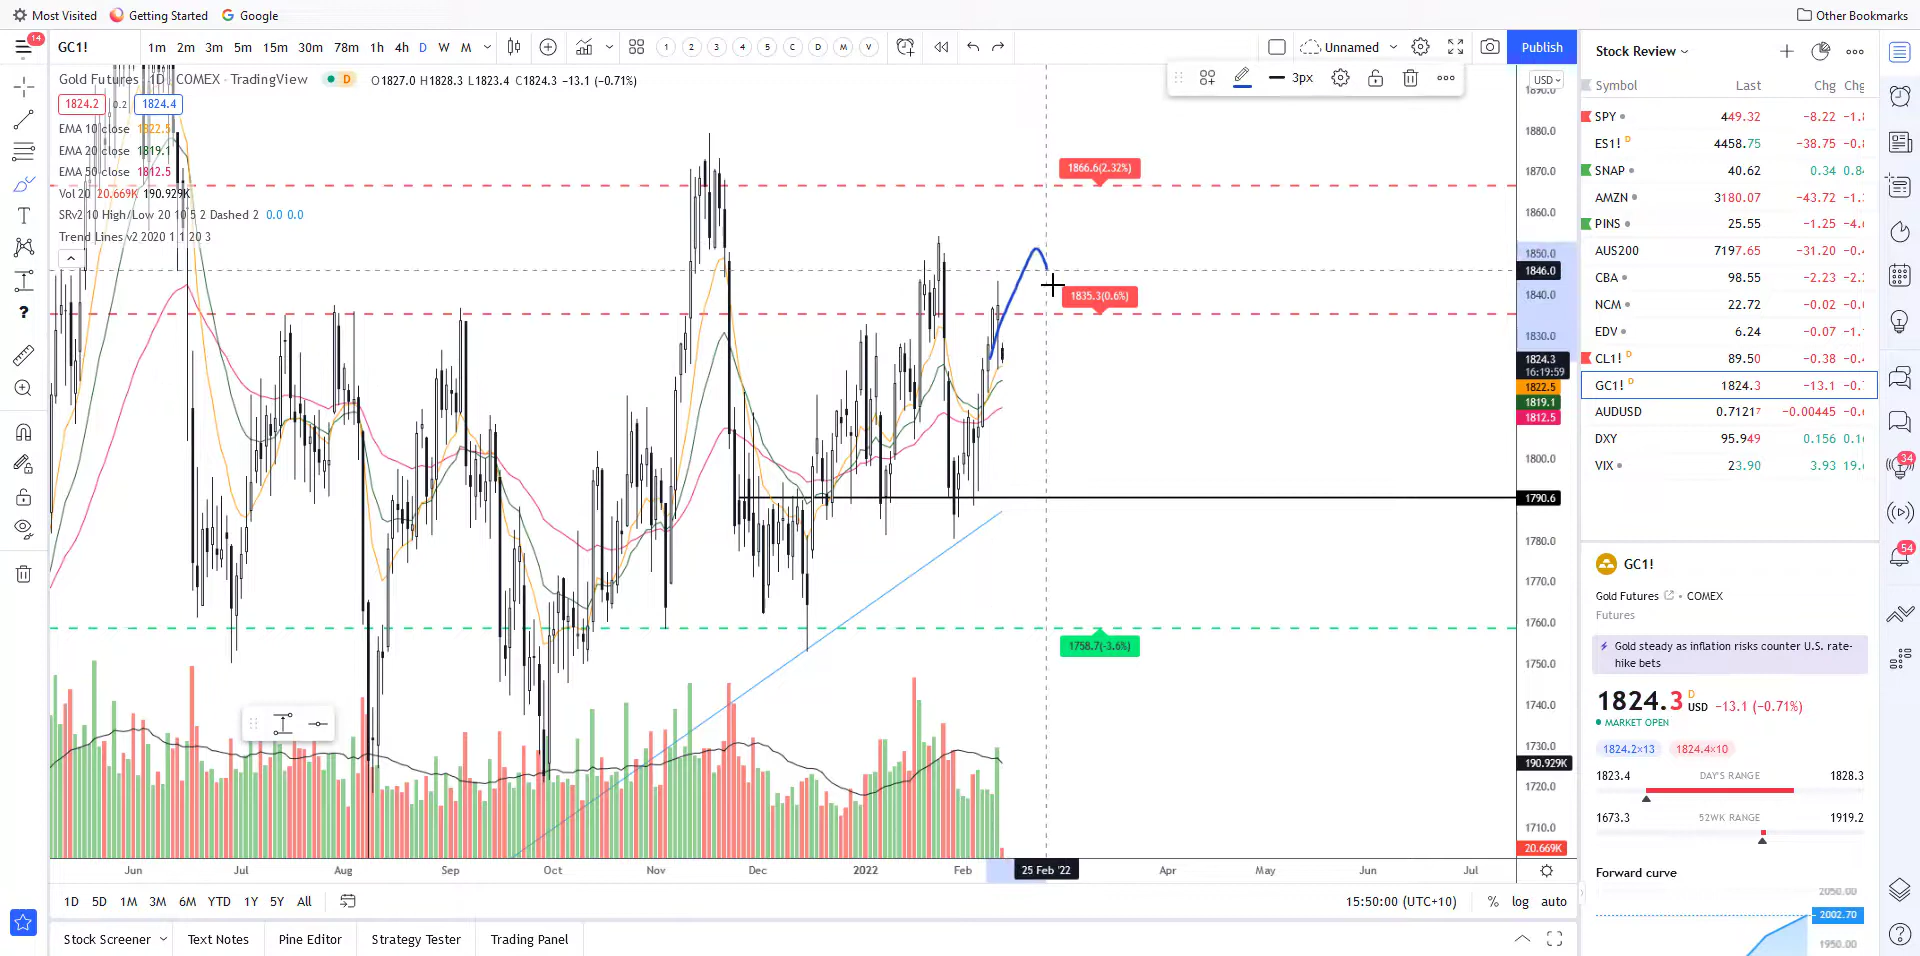 Most Visited Getting Started Google Other Bookmarks
14 GC1! 1m 2m 3m 5m 15m 30m 78m 1h 4h D W M 1 2 3 4 5 C D M V Unnamed Publish
Gold Futures 1D COMEX · TradingView D O1827.0 H1828.3 L1823.4 C1824.3 −13.1 (−0.71%)
3px
USD
1824.2 0.2 1824.4
0
EMA 10 close 1822.5
EMA 20 close 1819.1
EMA 50 close 1812.5
Vol 20 20.669K 190.929K
SRv2 10 High/Low 20 10 5 2 Dashed 2 0.0 0.0
Trend Lines v2 2020 1 1 20 3
1866.6(2.32%)
1835.3(0.6%)
1758.7(-3.6%)
1890.0
1880.0
1870.0
1860.0
1850.0
1846.0
1840.0
1830.0
1824.3
16:19:59
1822.5
1819.1
1812.5
1800.0
1790.6
1780.0
1770.0
1760.0
1750.0
1740.0
1730.0
190.929K
1720.0
1710.0
20.669K
Jun Jul Aug Sep Oct Nov Dec 2022 Feb 25 Feb '22 Apr May Jun Jul
1D 5D 1M 3M 6M YTD 1Y 5Y All 15:50:00 (UTC+10) % log auto
Stock Screener Text Notes Pine Editor Strategy Tester Trading Panel
Stock Review
Symbol Last Chg Chg
SPY 449.32 −8.22
ES1! D 4458.75 −38.75
SNAP 40.62 0.34
AMZN 3180.07 −43.72
PINS 25.55 −1.25
AUS200 7197.65 −31.20
CBA 98.55 −2.23
NCM 22.72 −0.02
EDV 6.24 −0.07
CL1! D 89.50 −0.38
GC1! D 1824.3 −13.1
AUDUSD 0.71217 −0.00445
DXY 95.949 0.156
VIX 23.90 3.93
GC1!
Gold Futures • COMEX
Futures
Gold steady as inflation risks counter U.S. rate-
hike bets
1824.3 D USD −13.1 (−0.71%)
MARKET OPEN
1824.2×13 1824.4×10
1823.4 DAY'S RANGE 1828.3
1673.3 52WK RANGE 1919.2
Forward curve
2050.00
2002.70
1950.00
34
54